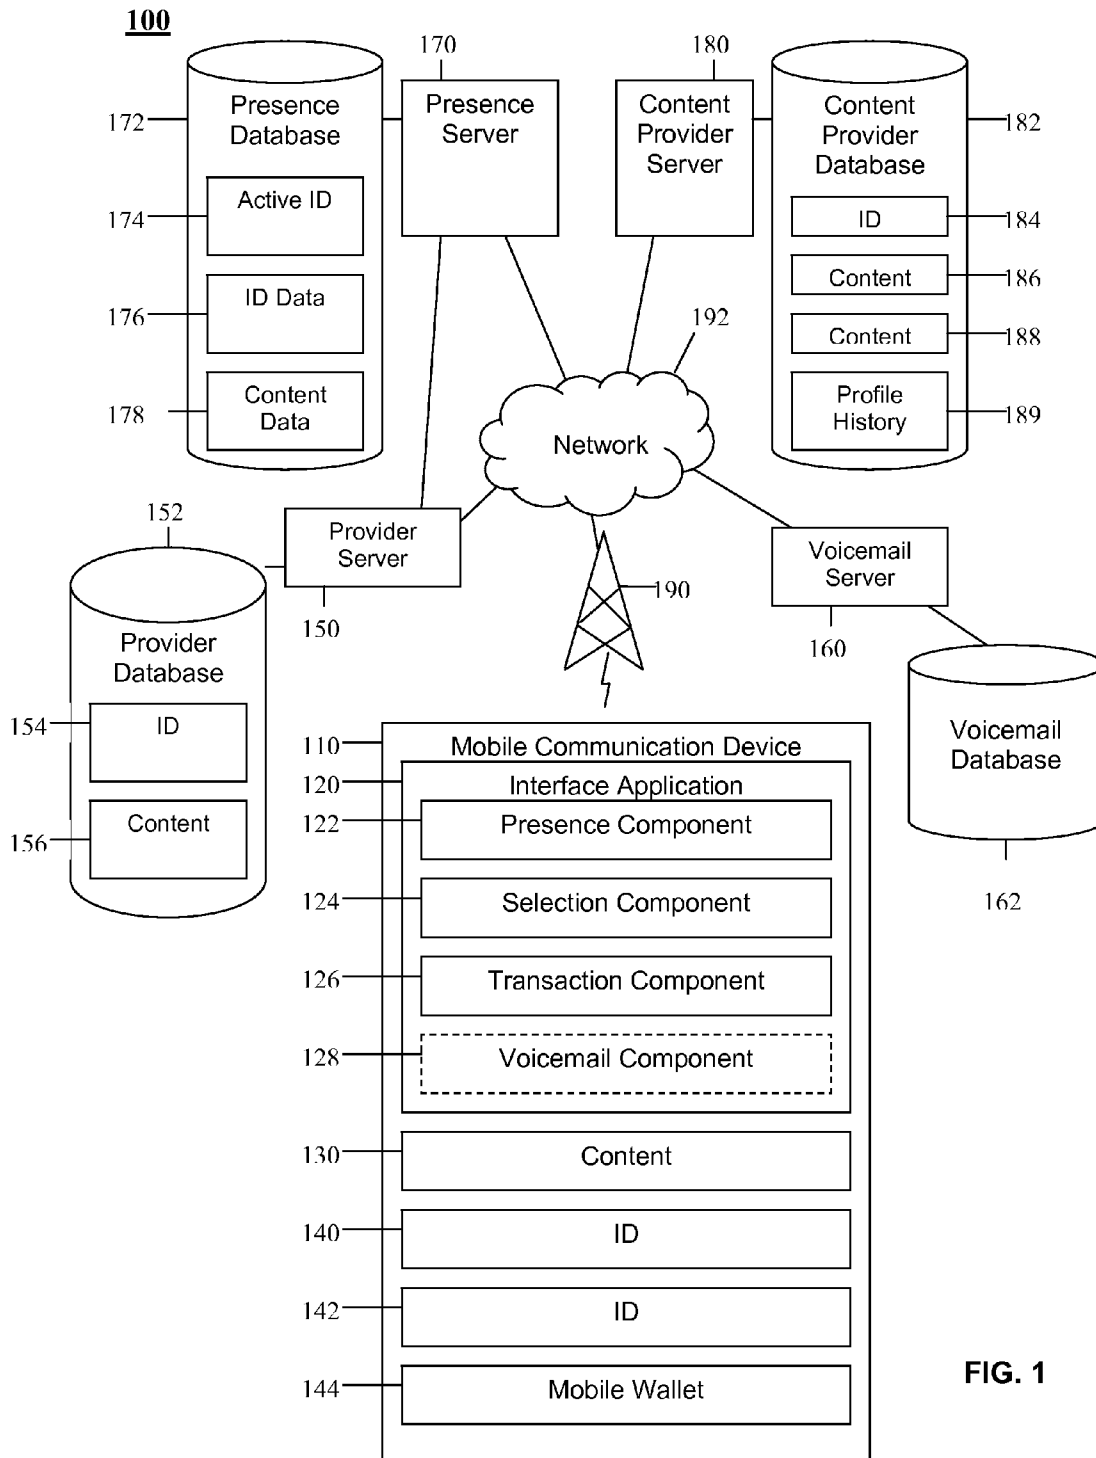 100
170
180
Presence
Database
172
Presence
Server
Content
Provider
Server
Content
Provider
Database
182
Active ID
174
ID
184
ID Data
176
Content
186
192
Content
188
Content
Data
178
Profile
History
189
Network
152
Provider
Server
150
Voicemail
Server
160
190
Provider
Database
154
ID
156
Content
Voicemail
Database
162
110
Mobile Communication Device
120
Interface Application
122
Presence Component
124
Selection Component
126
Transaction Component
128
Voicemail Component
130
Content
140
ID
142
ID
144
Mobile Wallet
FIG. 1